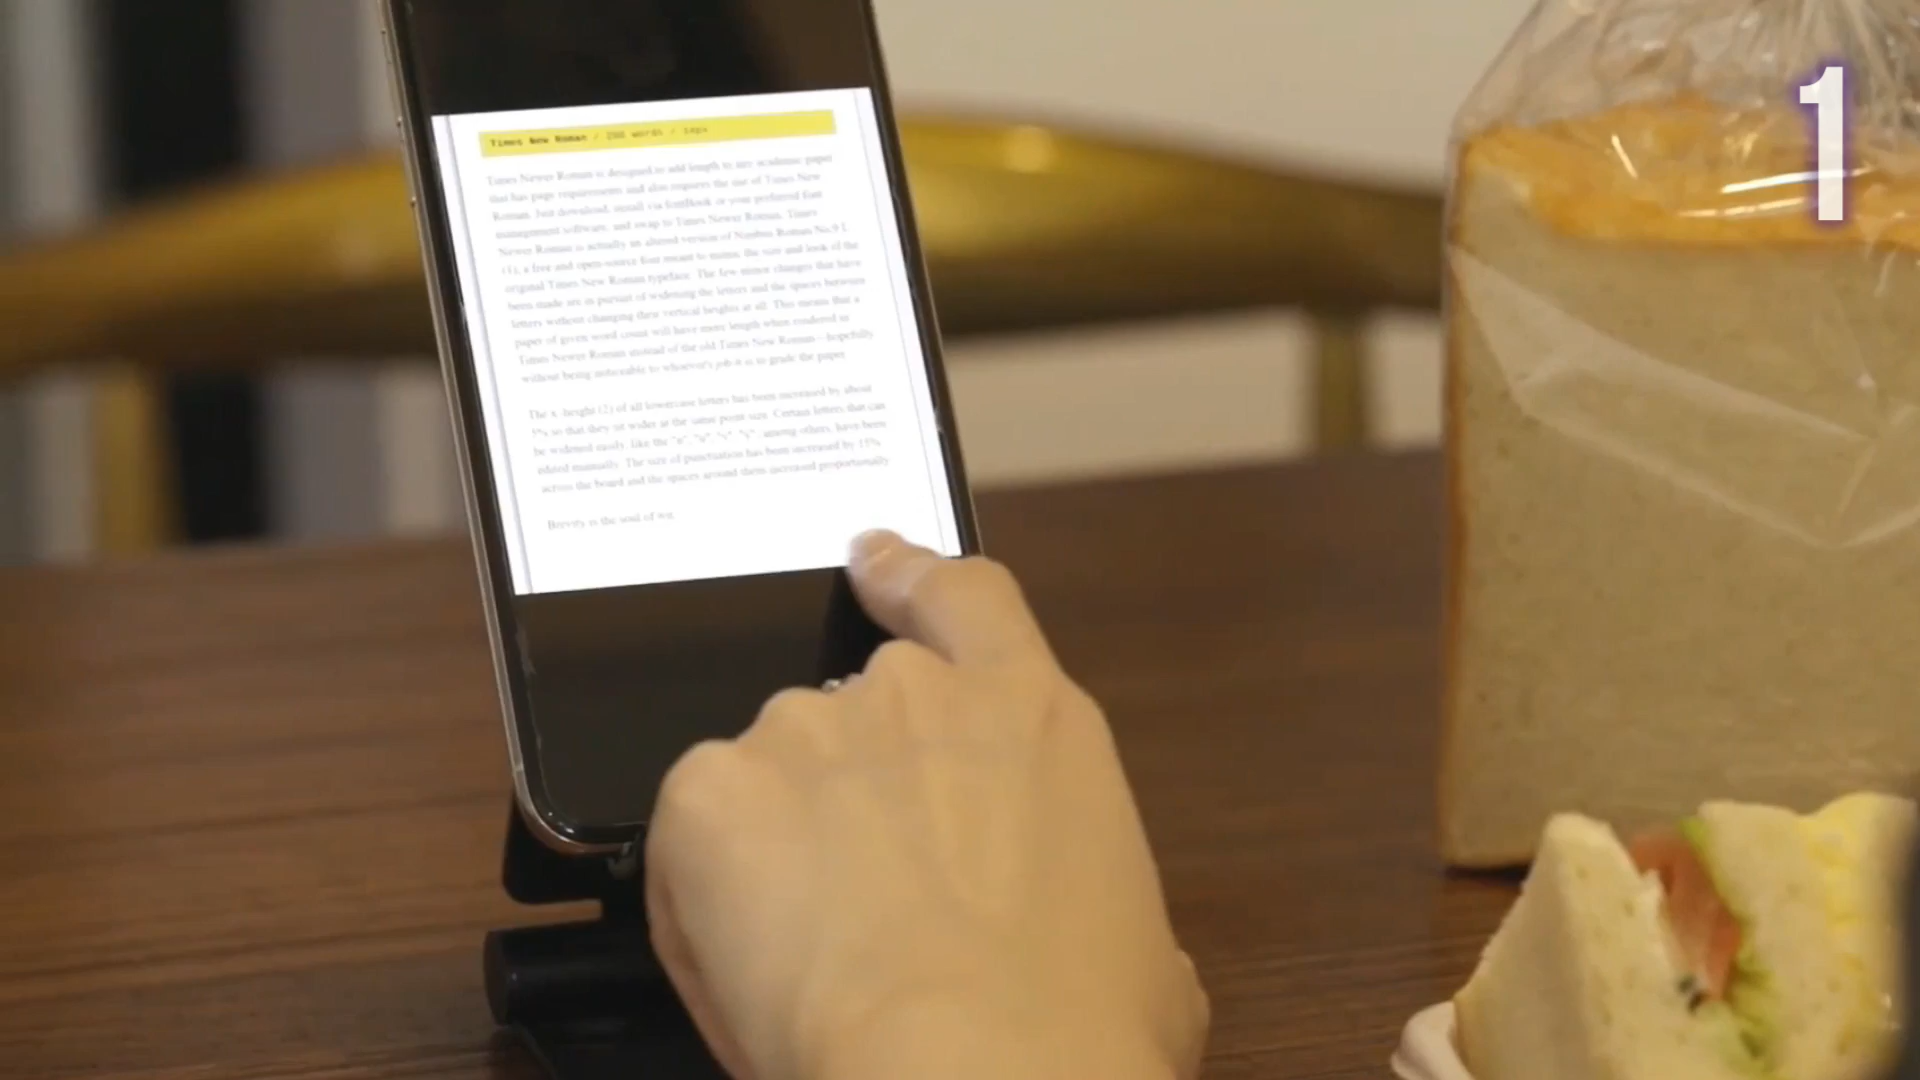 1
Times New Roman / 288 words / 14px
Times Newer Roman is designed to add length to any academic paper
that has page requirements and also requires the use of Times New
Roman. Just download, install via fontBook or your preferred font
management software, and swap to Times Newer Roman. Times
Newer Roman is actually an altered version of Nimbus Roman No.9 L
(1), a free and open-source font meant to mimic the size and look of the
original Times New Roman typeface. The few minor changes that have
been made are in pursuit of widening the letters and the spaces between
letters without changing their vertical heights at all. This means that a
paper of given word count will have more length when rendered in
Times Newer Roman instead of the old Times New Roman – hopefully
without being noticeable to whoever's job it is to grade the paper
The x-height (2) of all lowercase letters has been increased by about
5% so that they sit wider at the same point size. Certain letters that can
be widened easily, like the among others, have been
edited manually. The size of punctuation has been increased by 15%
across the board and the spaces around them increased proportionally
Brevity is the soul of wit.